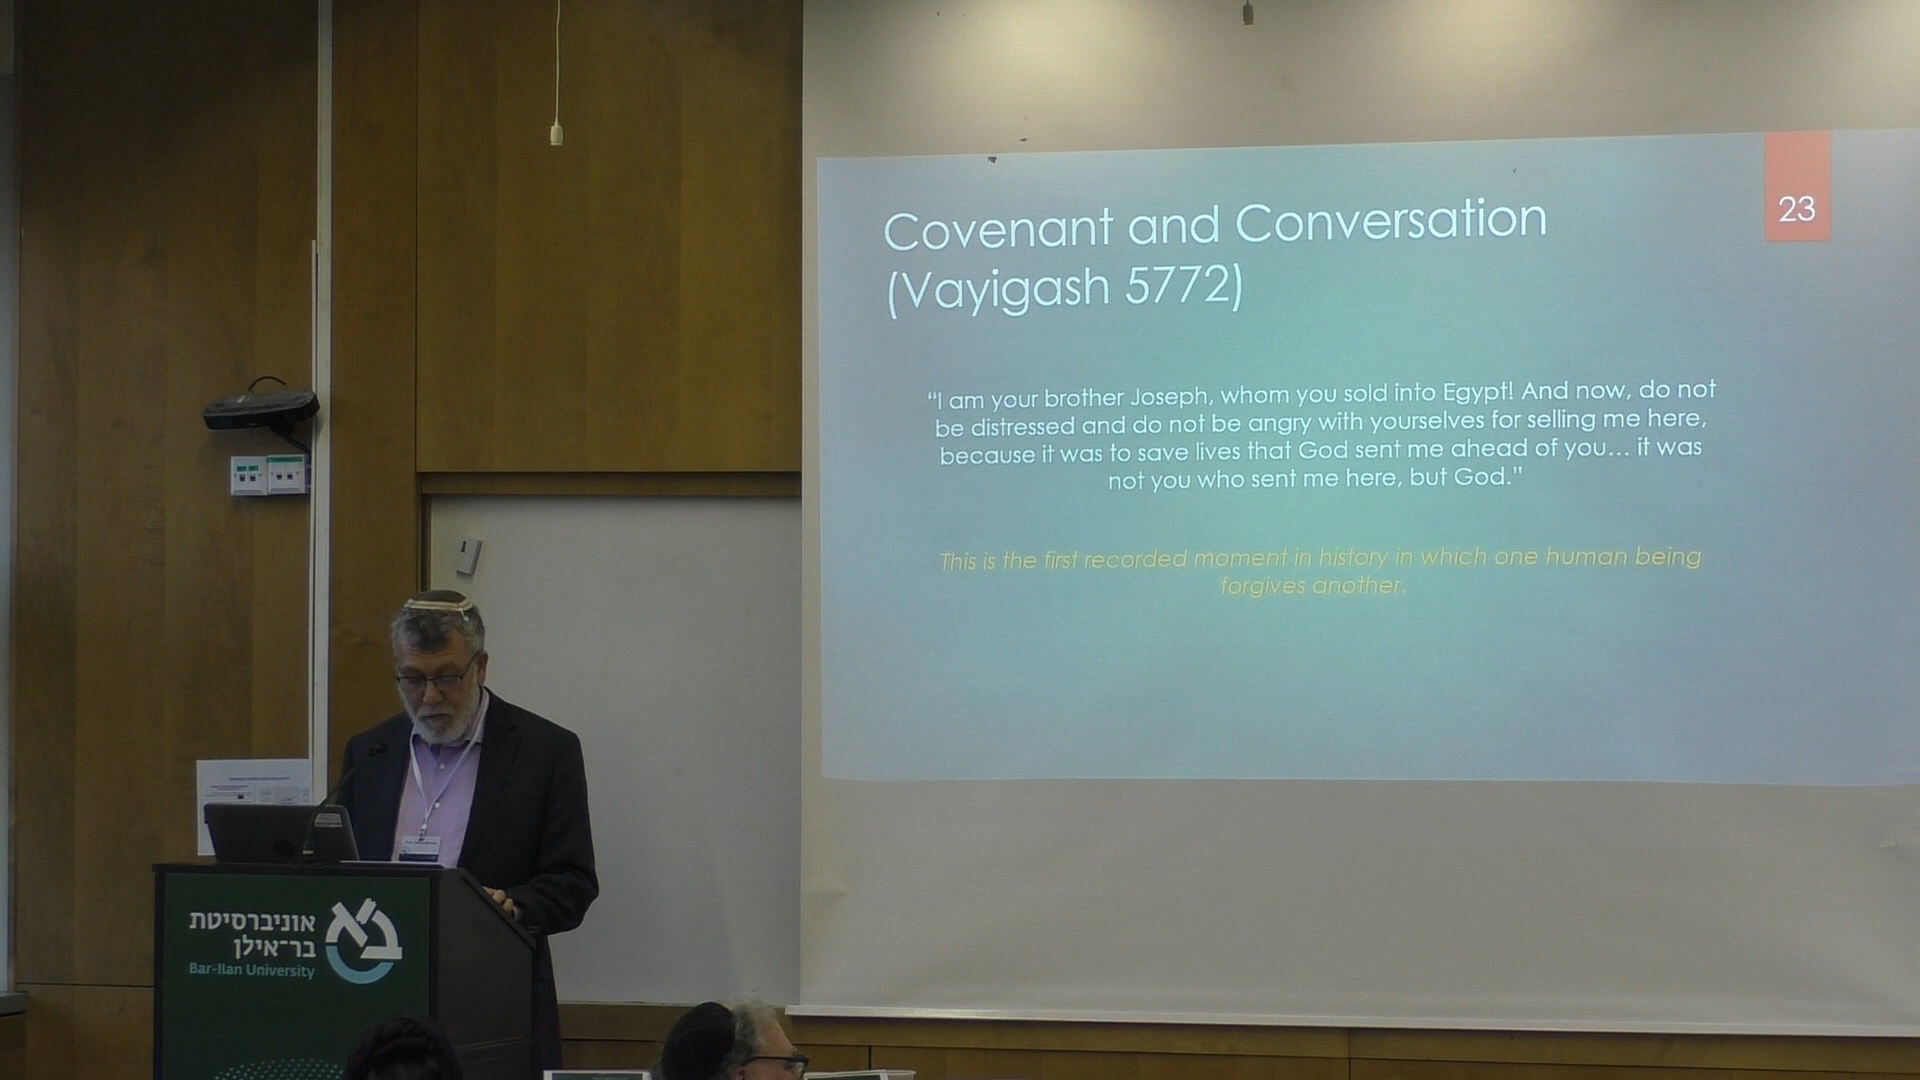 Covenant and Conversation
(Vayigash 5772)
23
“I am your brother Joseph, whom you sold into Egypt! And now, do not
be distressed and do not be angry with yourselves for selling me here,
because it was to save lives that God sent me ahead of you... it was
not you who sent me here, but God.”
This is the first recorded moment in history in which one human being
forgives another.
אוניברסיטת
בר-אילן
Bar-Ilan University